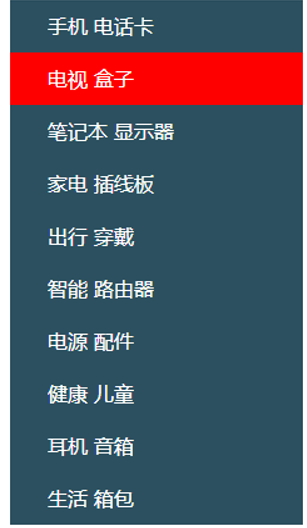 手机 电话卡
电视 盒子
笔记本 显示器
家电 插线板
出行 穿戴
智能 路由器
电源 配件
健康 儿童
耳机 音箱
生活 箱包